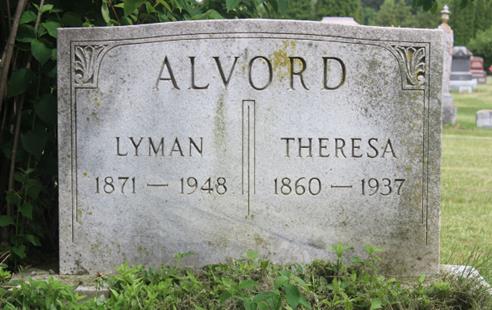 ALVORD
LYMAN THERESA
1871 — 1948 1860 — 1937